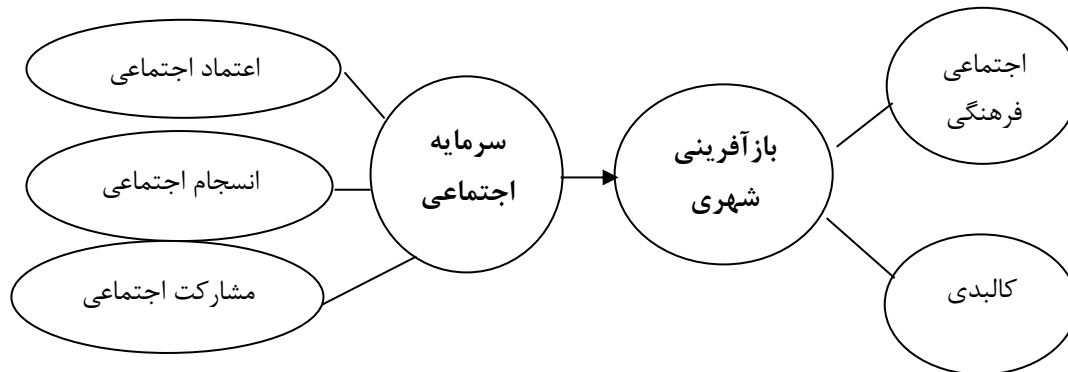 اعتماد اجتماعی
انسجام اجتماعی
مشارکت اجتماعی
سرمایه
اجتماعی
بازآفرینی
شهری
اجتماعی
فرهنگی
کالبدی